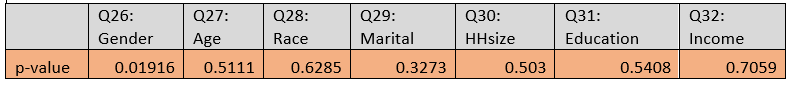 Q26: Q27: Q28: Q29: Q30: Q31: Q32:
Gender Age Race Marital HHsize Education Income
p-value 0.01916 0.5111 0.6285 0.3273 0.503 0.5408 0.7059